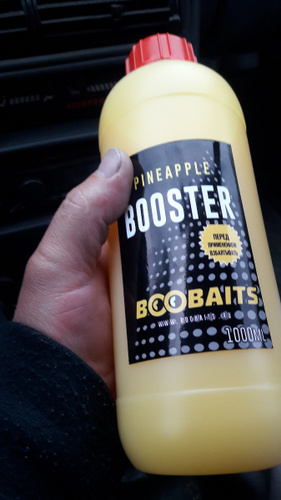 PINEAPPLE
BOOSTER
ПЕРЕД
ПРИМЕНЕНИЕМ
ВЗБАЛТЫВАТЬ
BOOBAITS
1000ML